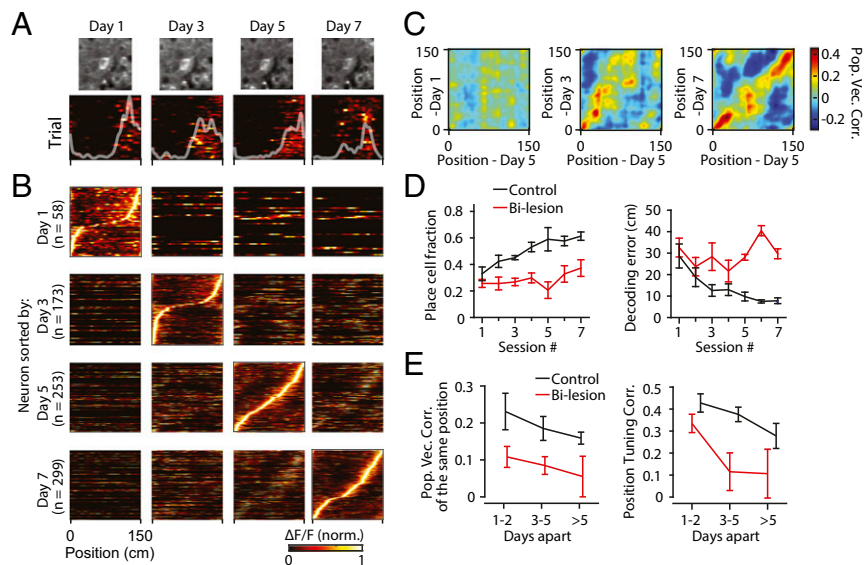 A
Day 1
Day 3
Day 5
Day 7
Trial
B
Neuron sorted by:
Day 1
(n = 58)
Day 3
(n = 173)
Day 5
(n = 253)
Day 7
(n = 299)
0
150
Position (cm)
ΔF/F (norm.)
0
1
C
150
Position
-Day 1
0
0
150
Position - Day 5
150
Position
-Day 3
0
0
150
Position - Day 5
150
Position
-Day 7
0
0
150
Position - Day 5
0.4
0.2
0
-0.2
Pop. Vec. Corr.
D
Control
Bi-lesion
Place cell fraction
0.8
0.6
0.4
0.2
0
1
3
5
7
Session #
Decoding error (cm)
50
40
30
20
10
0
1
3
5
7
Session #
E
Control
Bi-lesion
Pop. Vec. Corr.
of the same position
0.3
0.2
0.1
0
1-2
3-5
>5
Days apart
Position Tuning Corr.
0.5
0.4
0.3
0.2
0.1
0
1-2
3-5
>5
Days apart